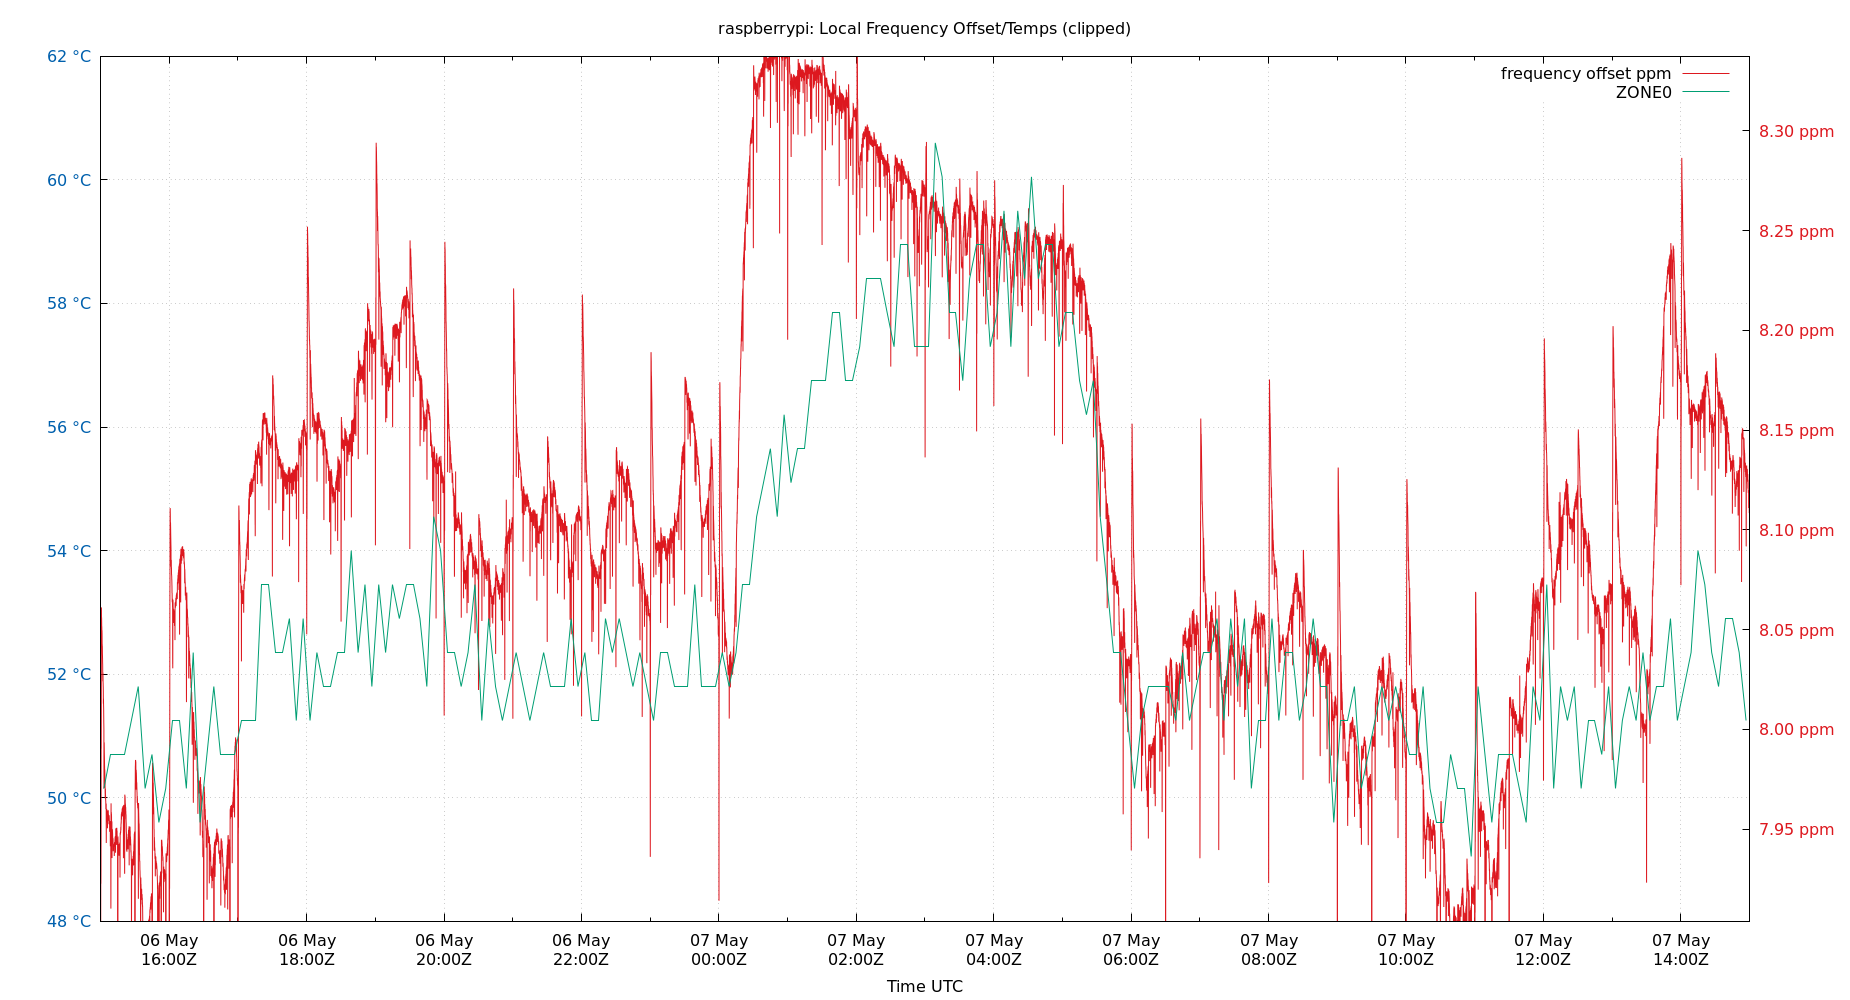 raspberrypi: Local Frequency Offset/Temps (clipped)
62 °C
60 °C
58 °C
56 °C
54 °C
52 °C
50 °C
48 °C
frequency offset ppm
ZONE0
8.30 ppm
8.25 ppm
8.20 ppm
8.15 ppm
8.10 ppm
8.05 ppm
8.00 ppm
7.95 ppm
06 May 06 May 06 May 06 May 07 May 07 May 07 May 07 May 07 May 07 May 07 May 07 May
16:00Z 18:00Z 20:00Z 22:00Z 00:00Z 02:00Z 04:00Z 06:00Z 08:00Z 10:00Z 12:00Z 14:00Z
Time UTC